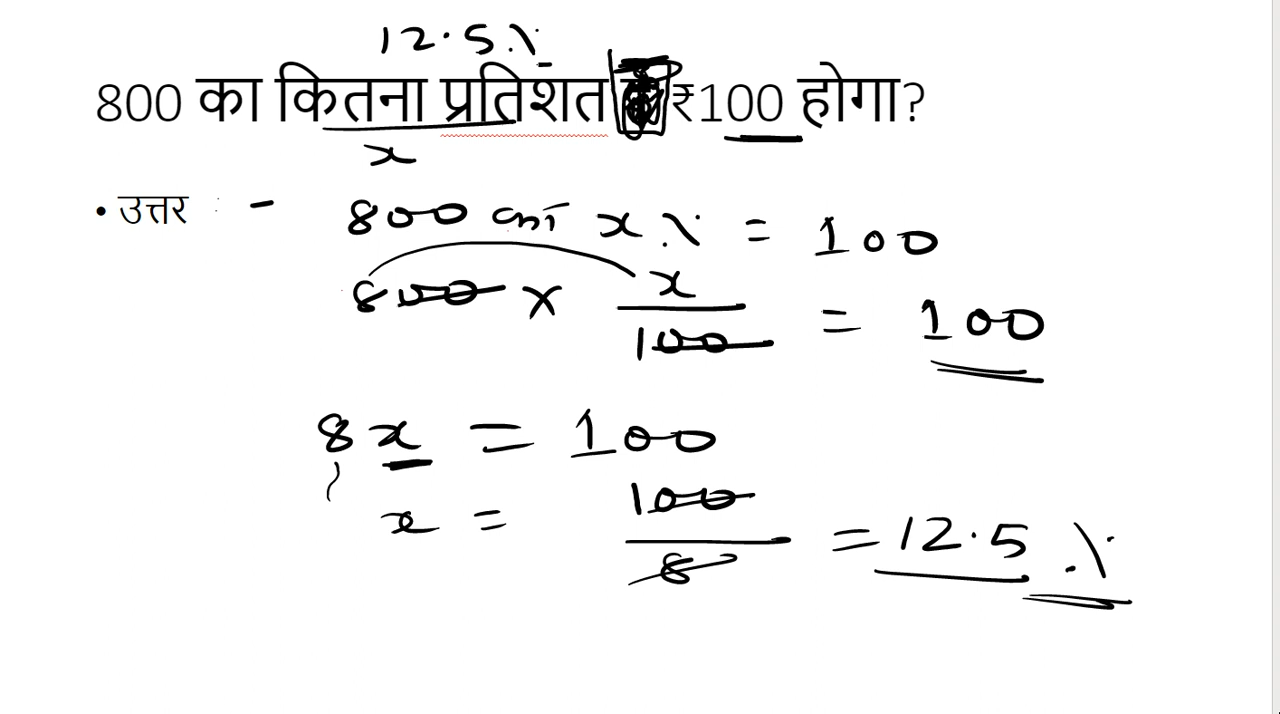 12.5%
800 का कितना प्रतिशत ₹100 होगा?
x
• उत्तर : - 800 का x% = 100
800 × x/100 = 100
8x = 100
x = 100/8 = 12.5%